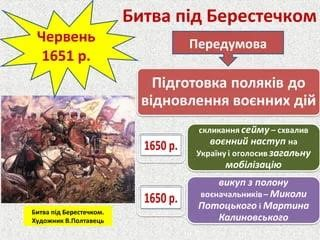 Битва під Берестечком
Червень
1651 р.
Передумова
Підготовка поляків до
відновлення воєнних дій
1650 р.
скликання сейму – схвалив
воєнний наступ на
Україну і оголосив загальну
мобілізацію
1650 р.
викуп з полону
воєначальників – Миколи
Потоцького і Мартина
Калиновського
Битва під Берестечком.
Художник В.Полтавець